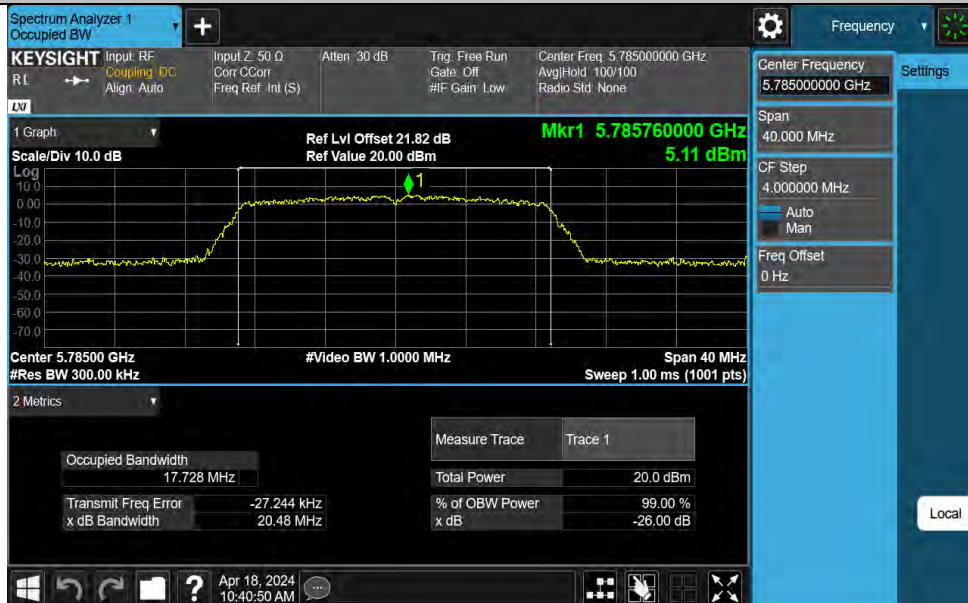 Spectrum Analyzer 1
Occupied BW
Frequency
KEYSIGHT
Input: RF
Coupling: DC
Align: Auto
Input Z: 50 Ω
Corr CCorr
Freq Ref: Int (S)
Atten: 30 dB
Trig: Free Run
Gate: Off
#IF Gain: Low
Center Freq: 5.785000000 GHz
Avg|Hold: 100/100
Radio Std: None
LXI
Center Frequency
5.785000000 GHz
Settings
Span
40.000 MHz
CF Step
4.000000 MHz
Auto
Man
Freq Offset
0 Hz
Local
1 Graph
Scale/Div 10.0 dB
Ref Lvl Offset 21.82 dB
Ref Value 20.00 dBm
Mkr1 5.785760000 GHz
5.11 dBm
Log
10.0
0.00
-10.0
-20.0
-30.0
-40.0
-50.0
-60.0
-70.0
1
Center 5.78500 GHz
#Res BW 300.00 kHz
#Video BW 1.0000 MHz
Span 40 MHz
Sweep 1.00 ms (1001 pts)
2 Metrics
Measure Trace
Trace 1
Occupied Bandwidth
17.728 MHz
Total Power
20.0 dBm
Transmit Freq Error
-27.244 kHz
% of OBW Power
99.00 %
x dB Bandwidth
20.48 MHz
x dB
-26.00 dB
?
Apr 18, 2024
10:40:50 AM